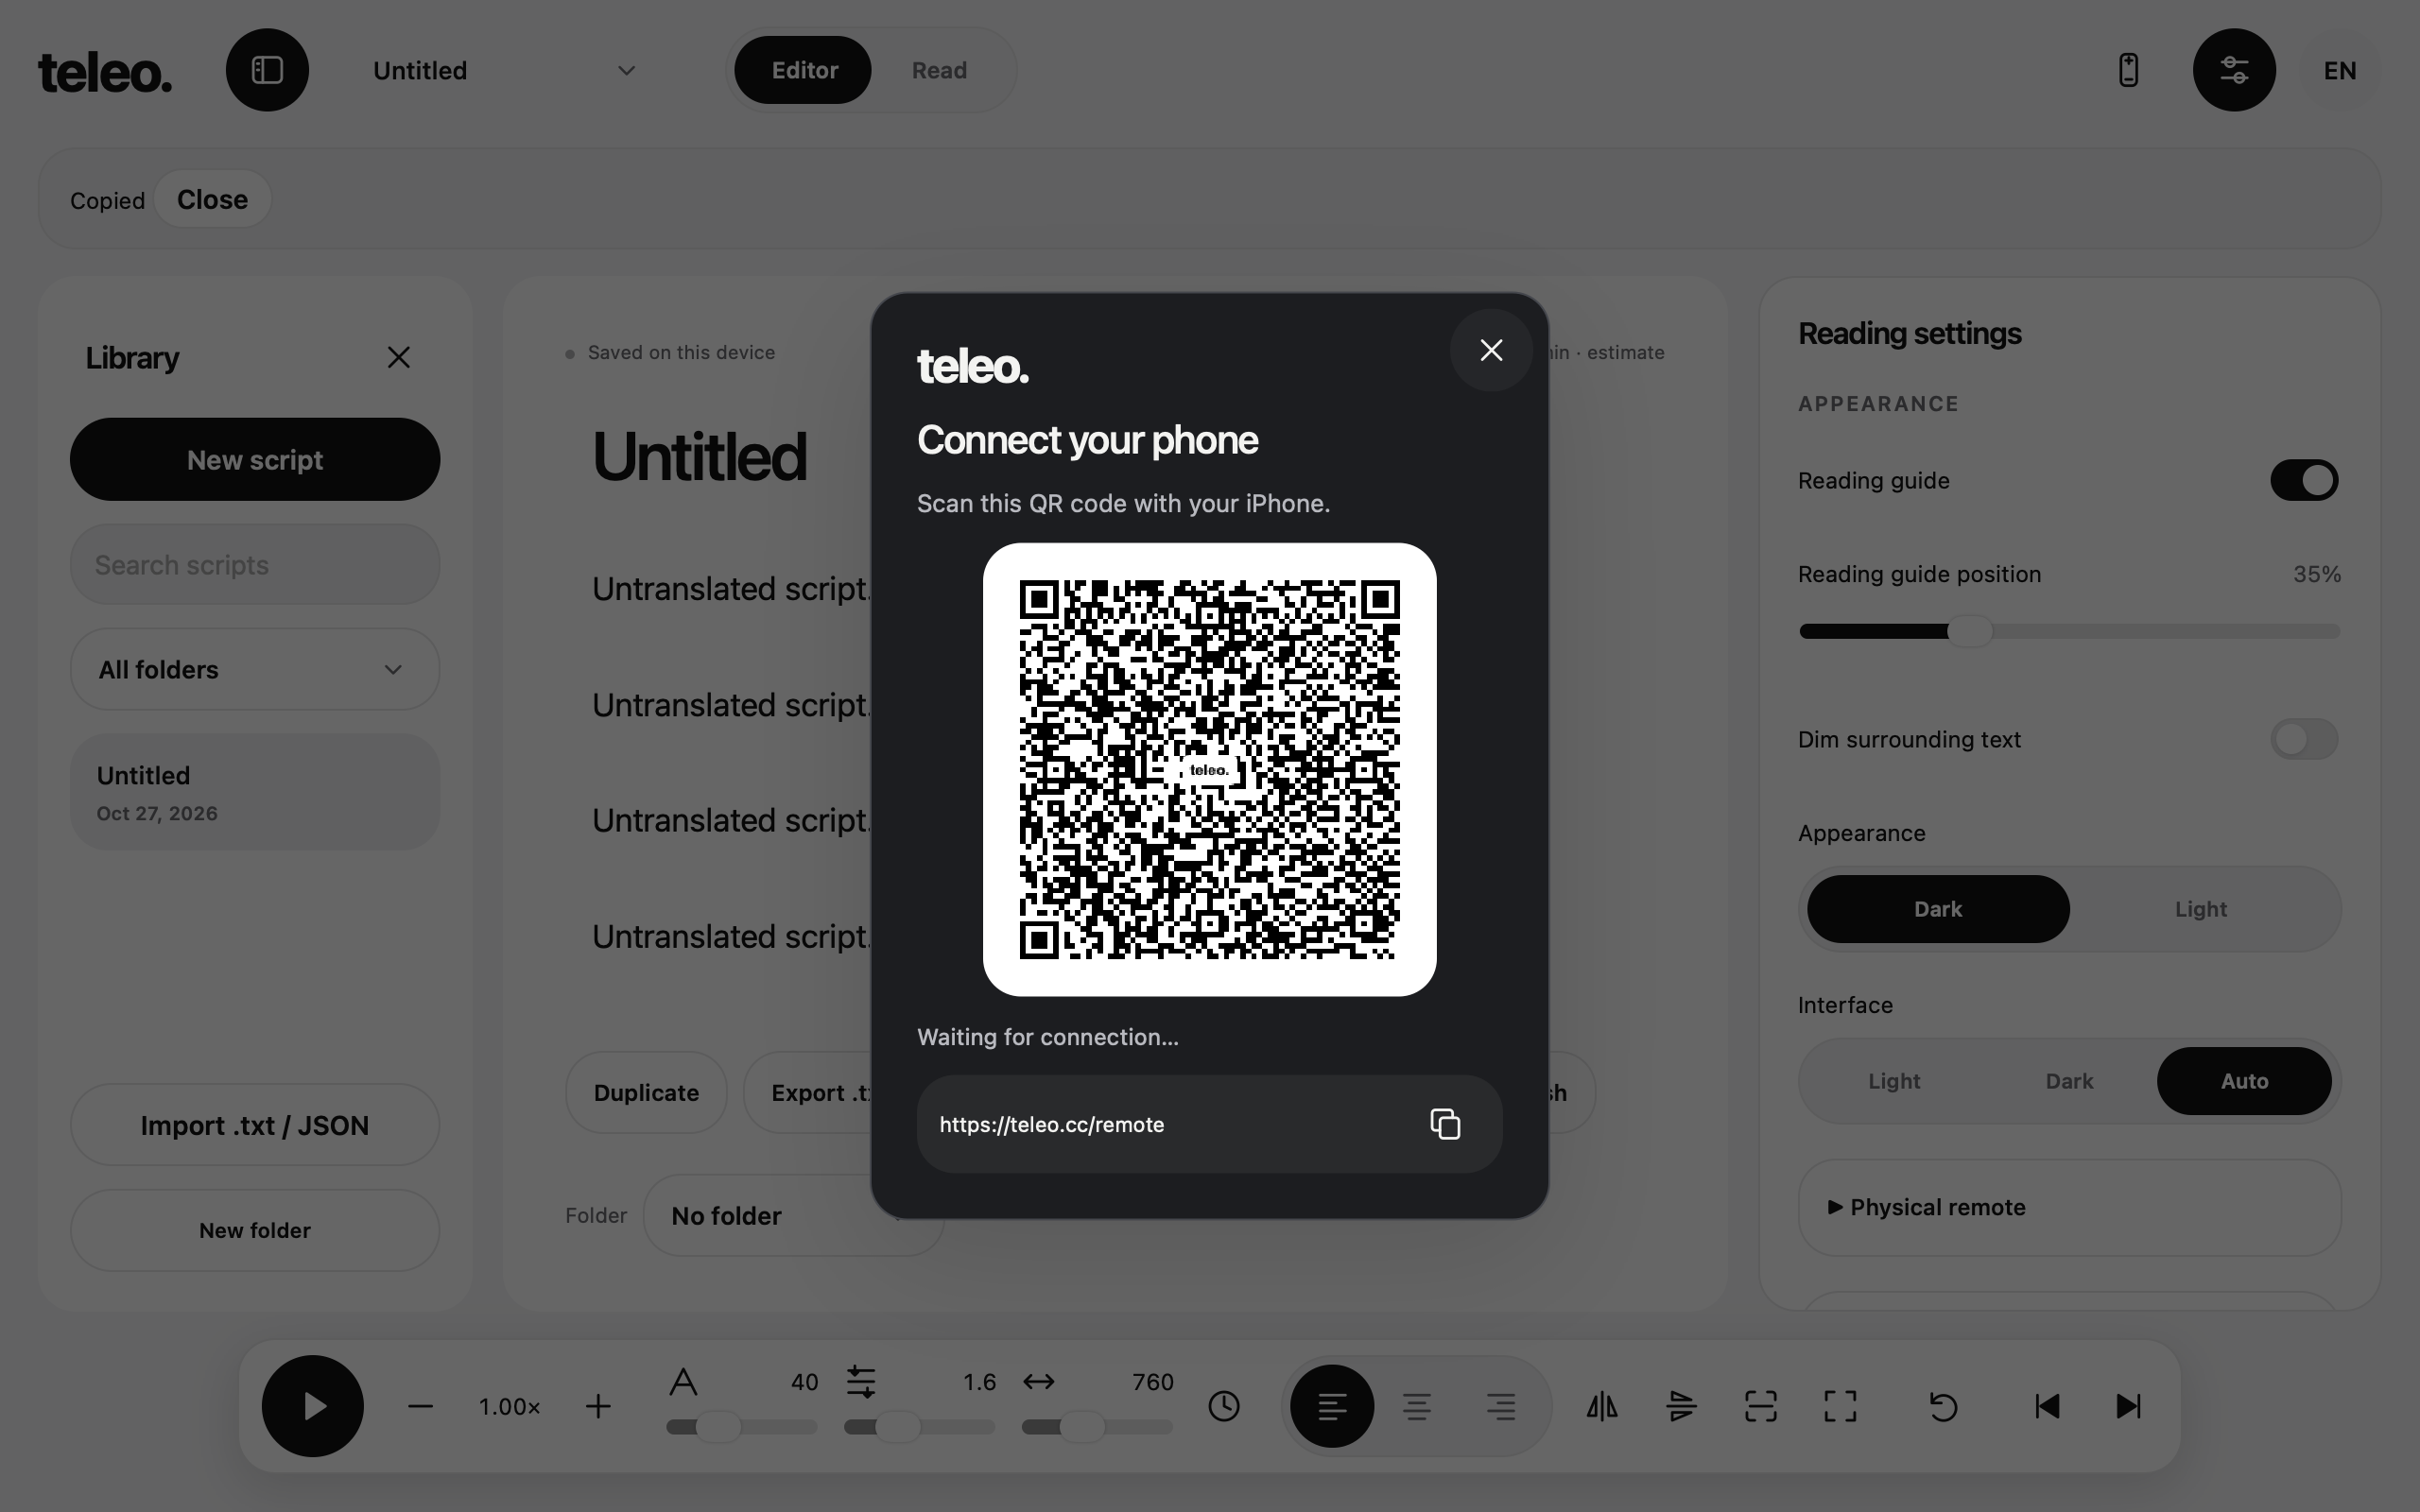 teleo.
Untitled
Editor
Read
EN
Copied
Close
Library
New script
Search scripts
All folders
Untitled
Oct 27, 2026
Import .txt / JSON
New folder
Saved on this device
· estimate
Untitled
Untranslated script.
Untranslated script.
Untranslated script.
Untranslated script.
Duplicate
Export
Folder
No folder
teleo.
Connect your phone
Scan this QR code with your iPhone.
teleo.
Waiting for connection...
https://teleo.cc/remote
Reading settings
APPEARANCE
Reading guide
Reading guide position
35%
Dim surrounding text
Appearance
Dark
Light
Interface
Light
Dark
Auto
Physical remote
1.00×
40
1.6
760